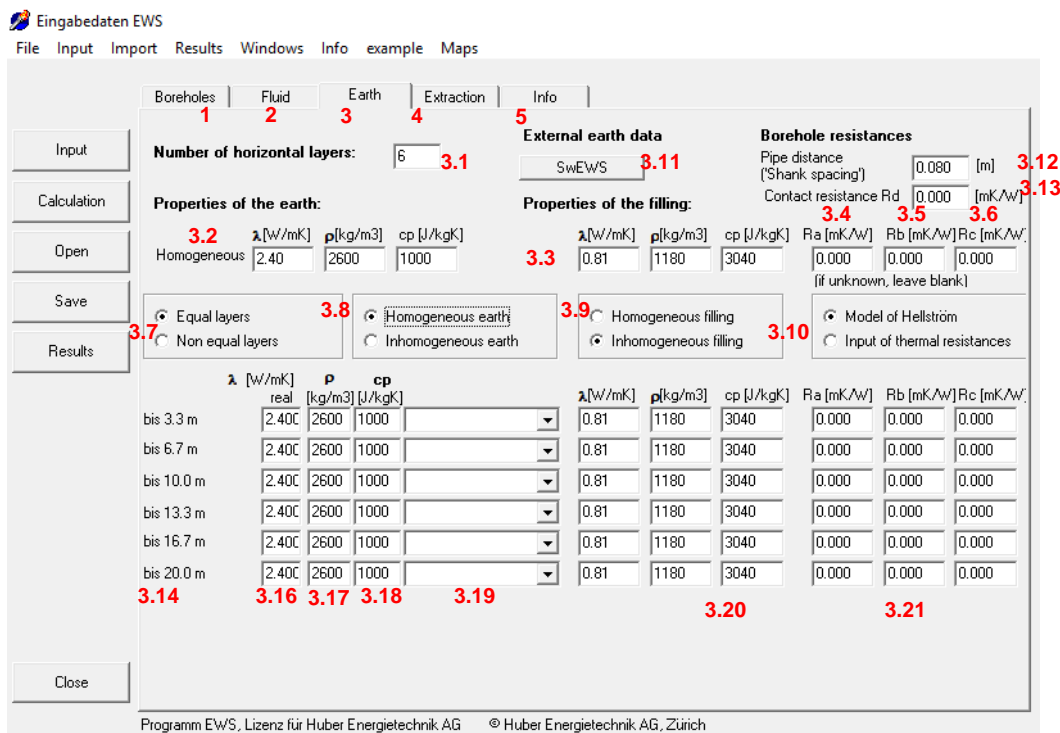 Eingabedaten EWS
File Input Import Results Windows Info example Maps
Boreholes Fluid Earth Extraction Info
1 2 3 4 5
Input
Calculation
Open
Save
Results
Close
Number of horizontal layers: 6 3.1
External earth data
SwEWS 3.11
Borehole resistances
Pipe distance
('Shank spacing') 0.080 [m] 3.12
Contact resistance Rd 0.000 [mK/W] 3.13
Properties of the earth:
3.2 λ[W/mK] ρ[kg/m3] cp [J/kgK]
Homogeneous 2.40 2600 1000
Properties of the filling:
λ[W/mK] ρ[kg/m3] cp [J/kgK]
3.3 0.81 1180 3040
3.4 3.5 3.6
Ra [mK/W] Rb [mK/W] Rc [mK/W]
0.000 0.000 0.000
(if unknown, leave blank)
3.7 Equal layers
Non equal layers
3.8 Homogeneous earth
Inhomogeneous earth
3.9 Homogeneous filling
Inhomogeneous filling
3.10 Model of Hellström
Input of thermal resistances
λ [W/mK] ρ cp
real [kg/m3] [J/kgK] λ[W/mK] ρ[kg/m3] cp [J/kgK] Ra [mK/W] Rb [mK/W] Rc [mK/W]
bis 3.3 m 2.400 2600 1000 0.81 1180 3040 0.000 0.000 0.000
bis 6.7 m 2.400 2600 1000 0.81 1180 3040 0.000 0.000 0.000
bis 10.0 m 2.400 2600 1000 0.81 1180 3040 0.000 0.000 0.000
bis 13.3 m 2.400 2600 1000 0.81 1180 3040 0.000 0.000 0.000
bis 16.7 m 2.400 2600 1000 0.81 1180 3040 0.000 0.000 0.000
bis 20.0 m 2.400 2600 1000 0.81 1180 3040 0.000 0.000 0.000
3.14 3.16 3.17 3.18 3.19 3.20 3.21
Programm EWS, Lizenz für Huber Energietechnik AG © Huber Energietechnik AG, Zürich